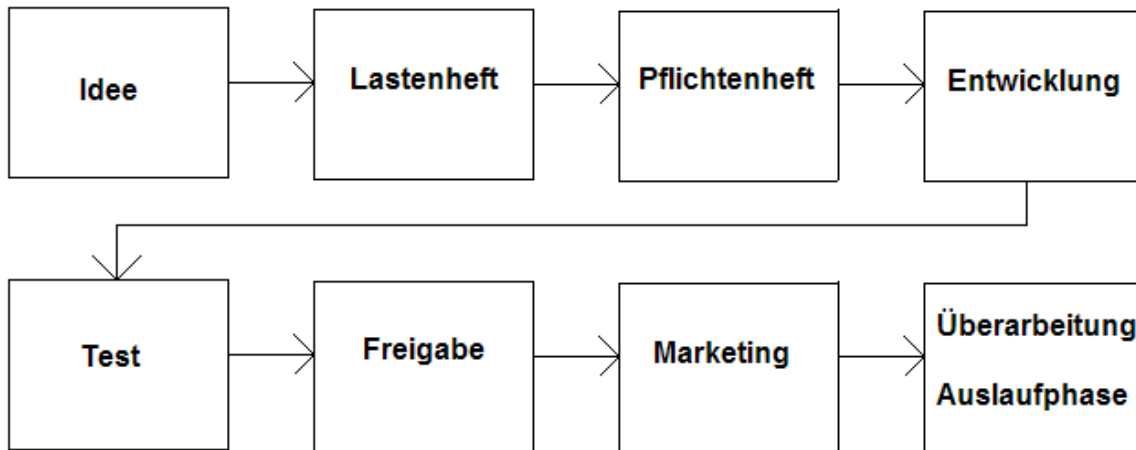 Idee
Lastenheft
Pflichtenheft
Entwicklung
Test
Freigabe
Marketing
Überarbeitung
Auslaufphase